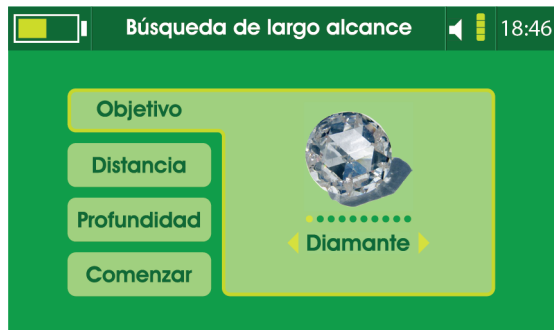 Búsqueda de largo alcance
18:46
Objetivo
Distancia
Profundidad
Comenzar
Diamante